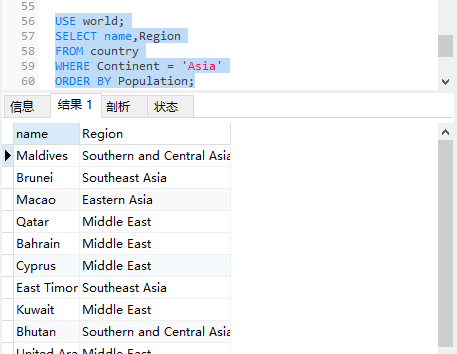 55
56 USE world;
57 SELECT name,Region
58 FROM country
59 WHERE Continent = 'Asia'
60 ORDER BY Population;
信息 结果 1 剖析 状态
name Region
Maldives Southern and Central Asia
Brunei Southeast Asia
Macao Eastern Asia
Qatar Middle East
Bahrain Middle East
Cyprus Middle East
East Timor Southeast Asia
Kuwait Middle East
Bhutan Southern and Central Asia
United Ara Middle East